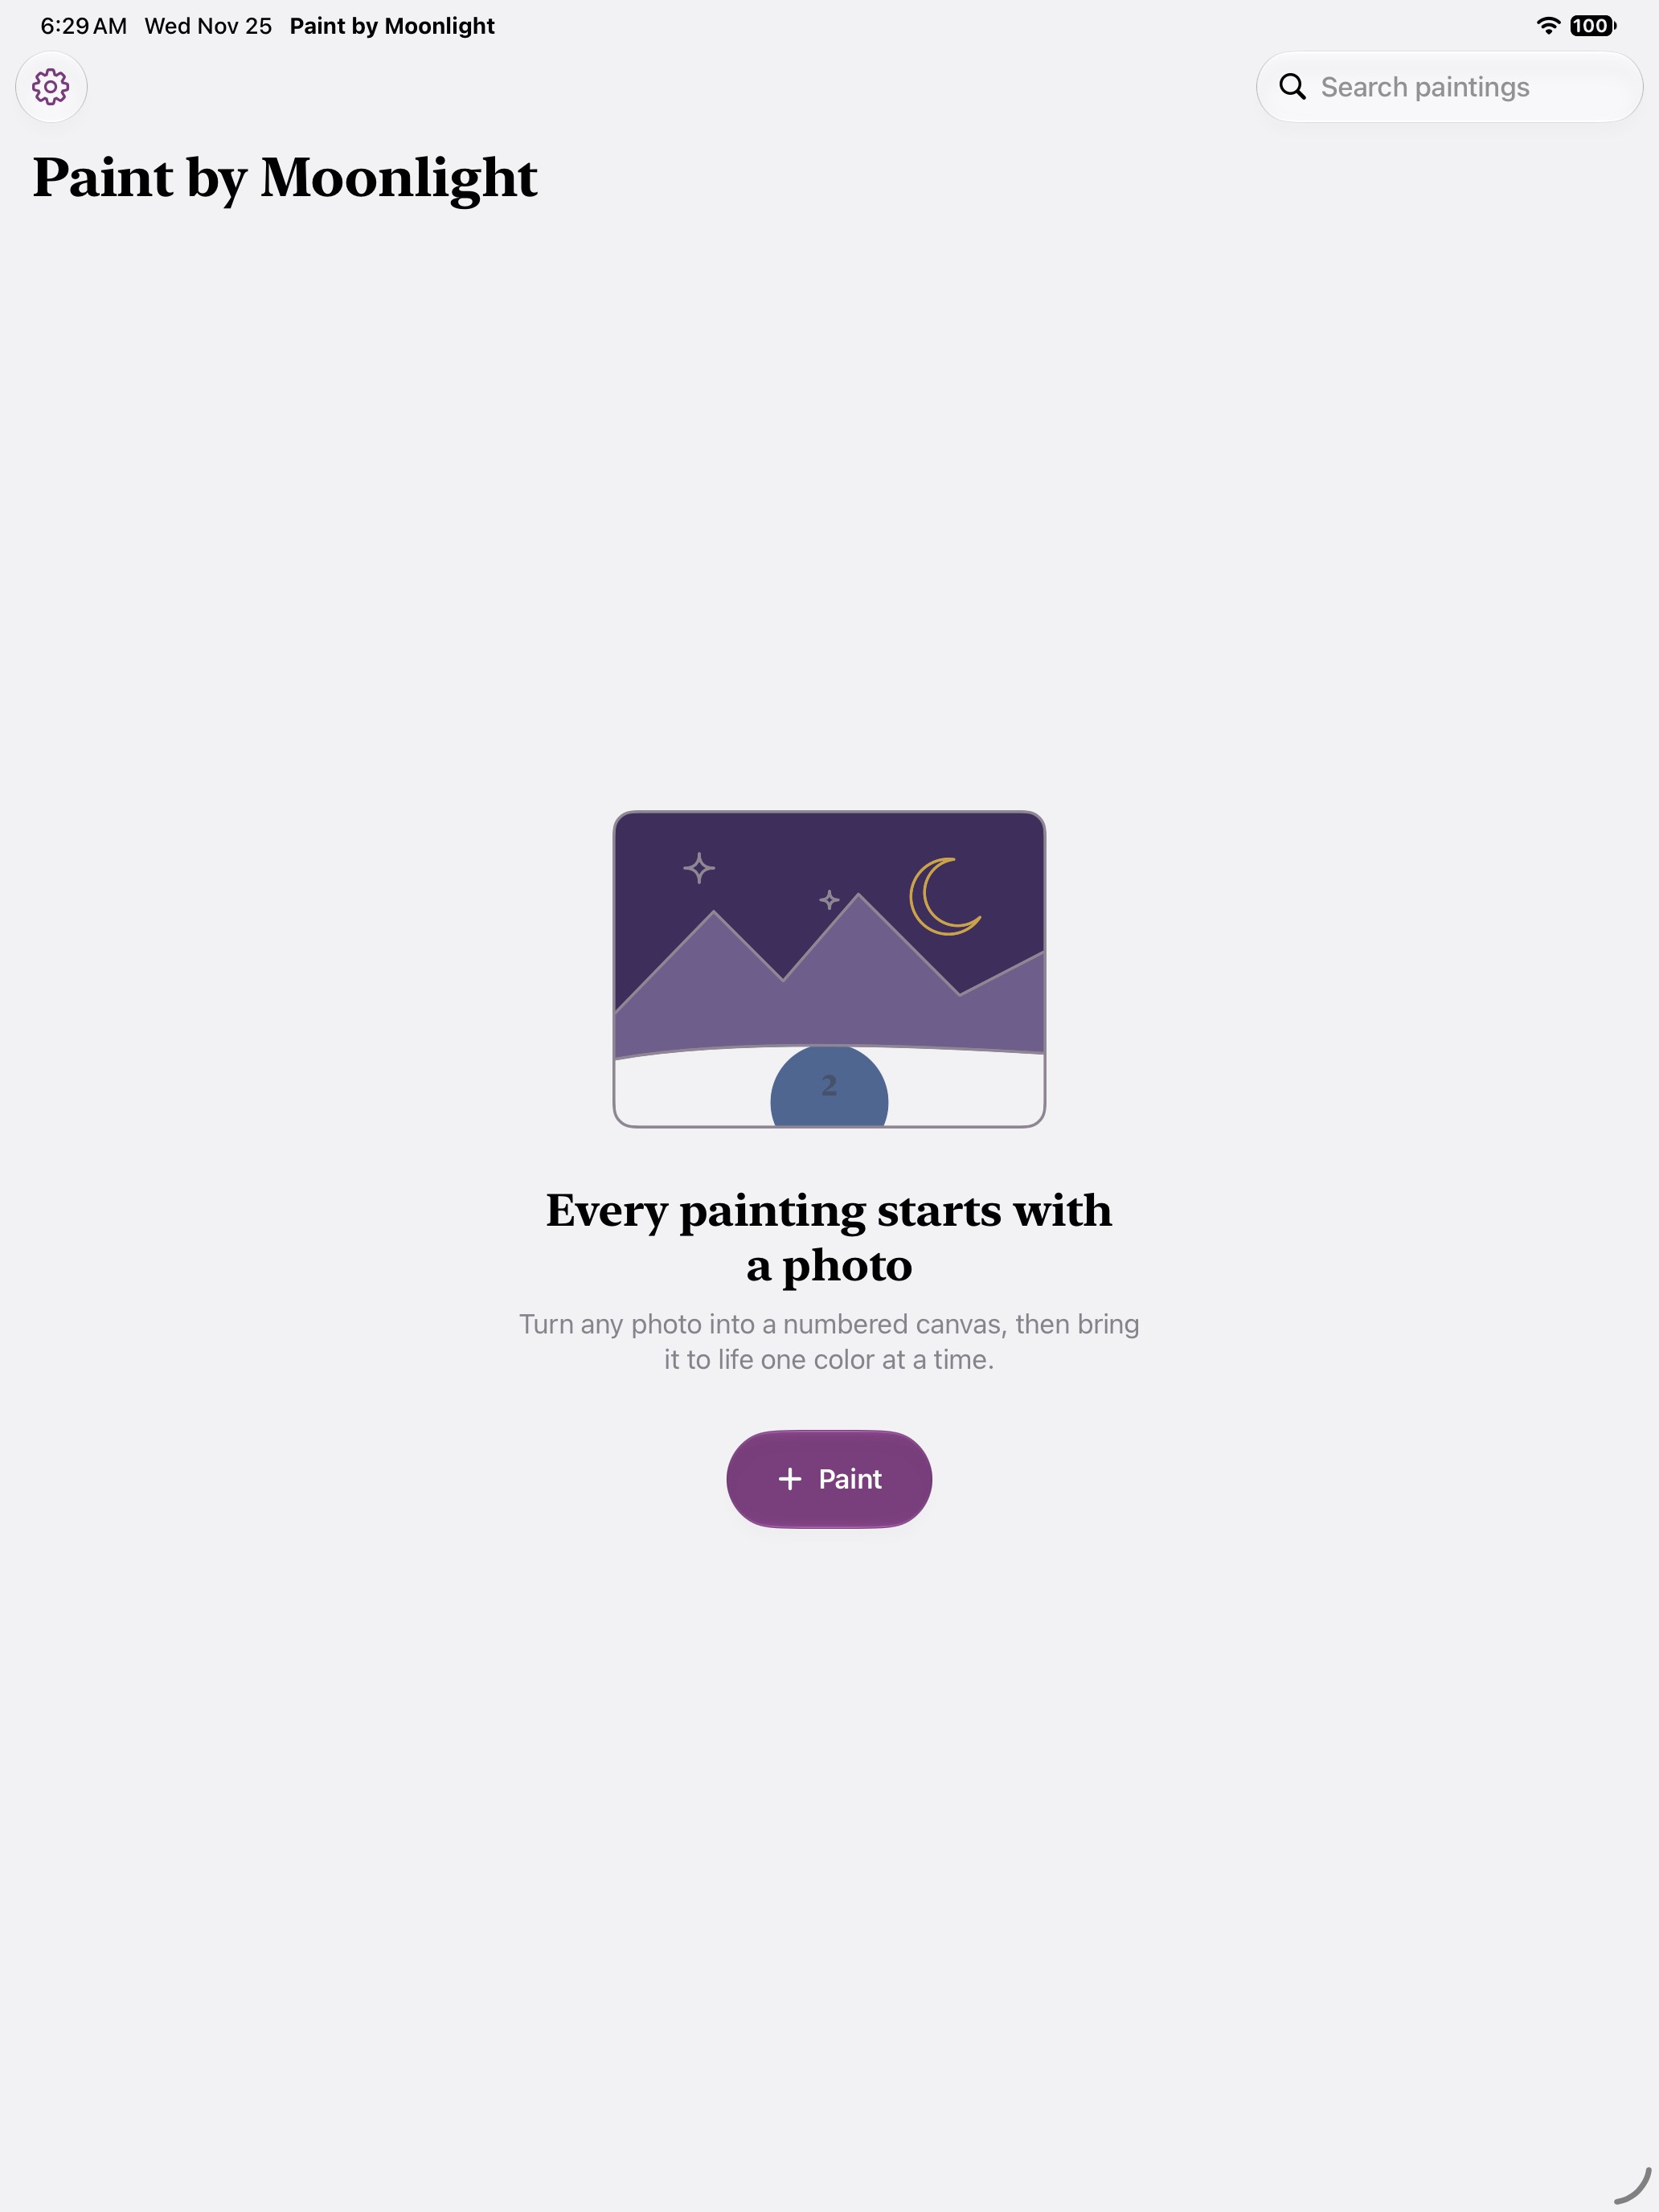 6:29 AM Wed Nov 25 Paint by Moonlight 100
Search paintings
Paint by Moonlight
2
Every painting starts with
a photo
Turn any photo into a numbered canvas, then bring
it to life one color at a time.
+ Paint